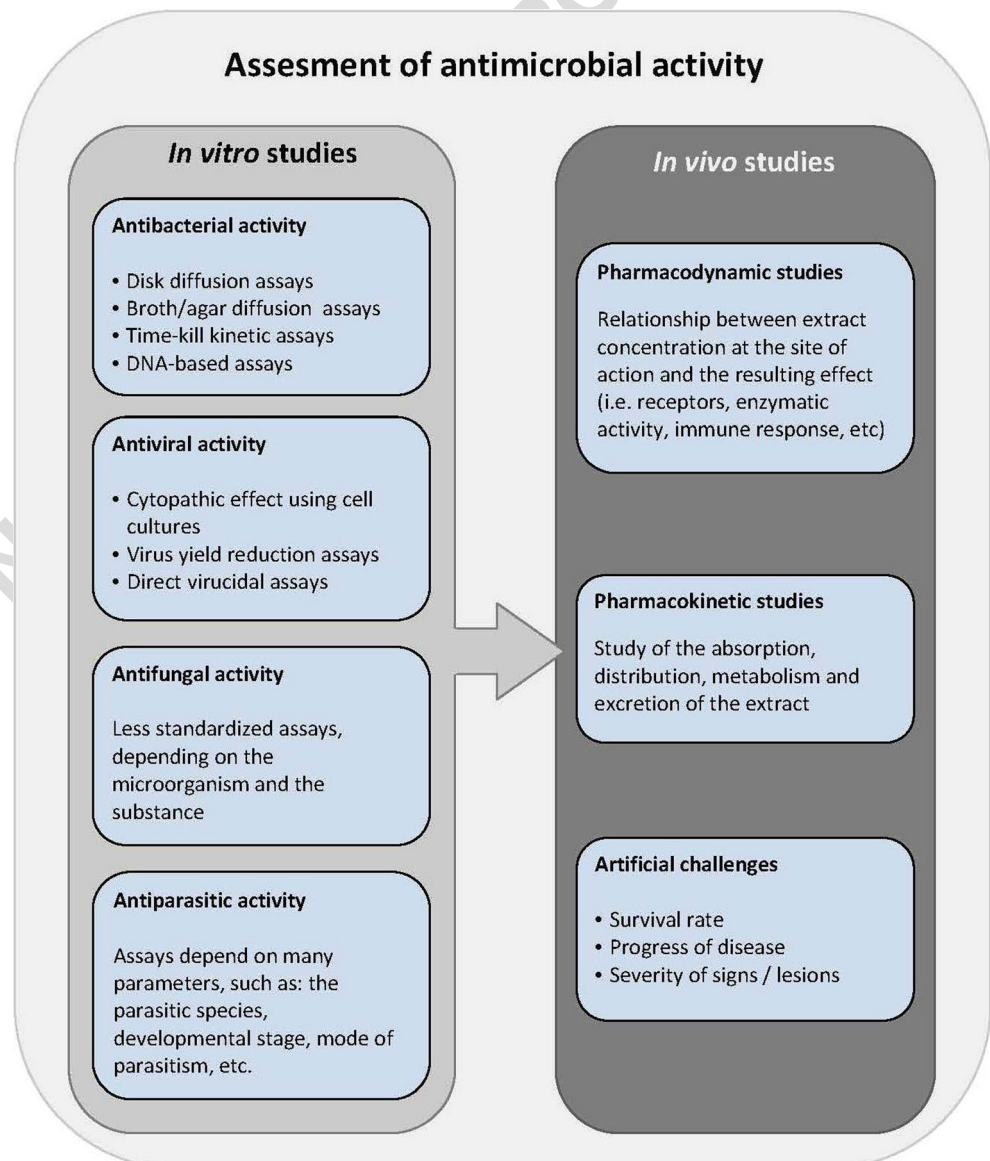 Assesment of antimicrobial activity
In vitro studies
Antibacterial activity
• Disk diffusion assays
• Broth/agar diffusion assays
• Time-kill kinetic assays
• DNA-based assays
Antiviral activity
• Cytopathic effect using cell
cultures
• Virus yield reduction assays
• Direct virucidal assays
Antifungal activity
Less standardized assays,
depending on the
microorganism and the
substance
Antiparasitic activity
Assays depend on many
parameters, such as: the
parasitic species,
developmental stage, mode of
parasitism, etc.
In vivo studies
Pharmacodynamic studies
Relationship between extract
concentration at the site of
action and the resulting effect
(i.e. receptors, enzymatic
activity, immune response, etc)
Pharmacokinetic studies
Study of the absorption,
distribution, metabolism and
excretion of the extract
Artificial challenges
• Survival rate
• Progress of disease
• Severity of signs / lesions